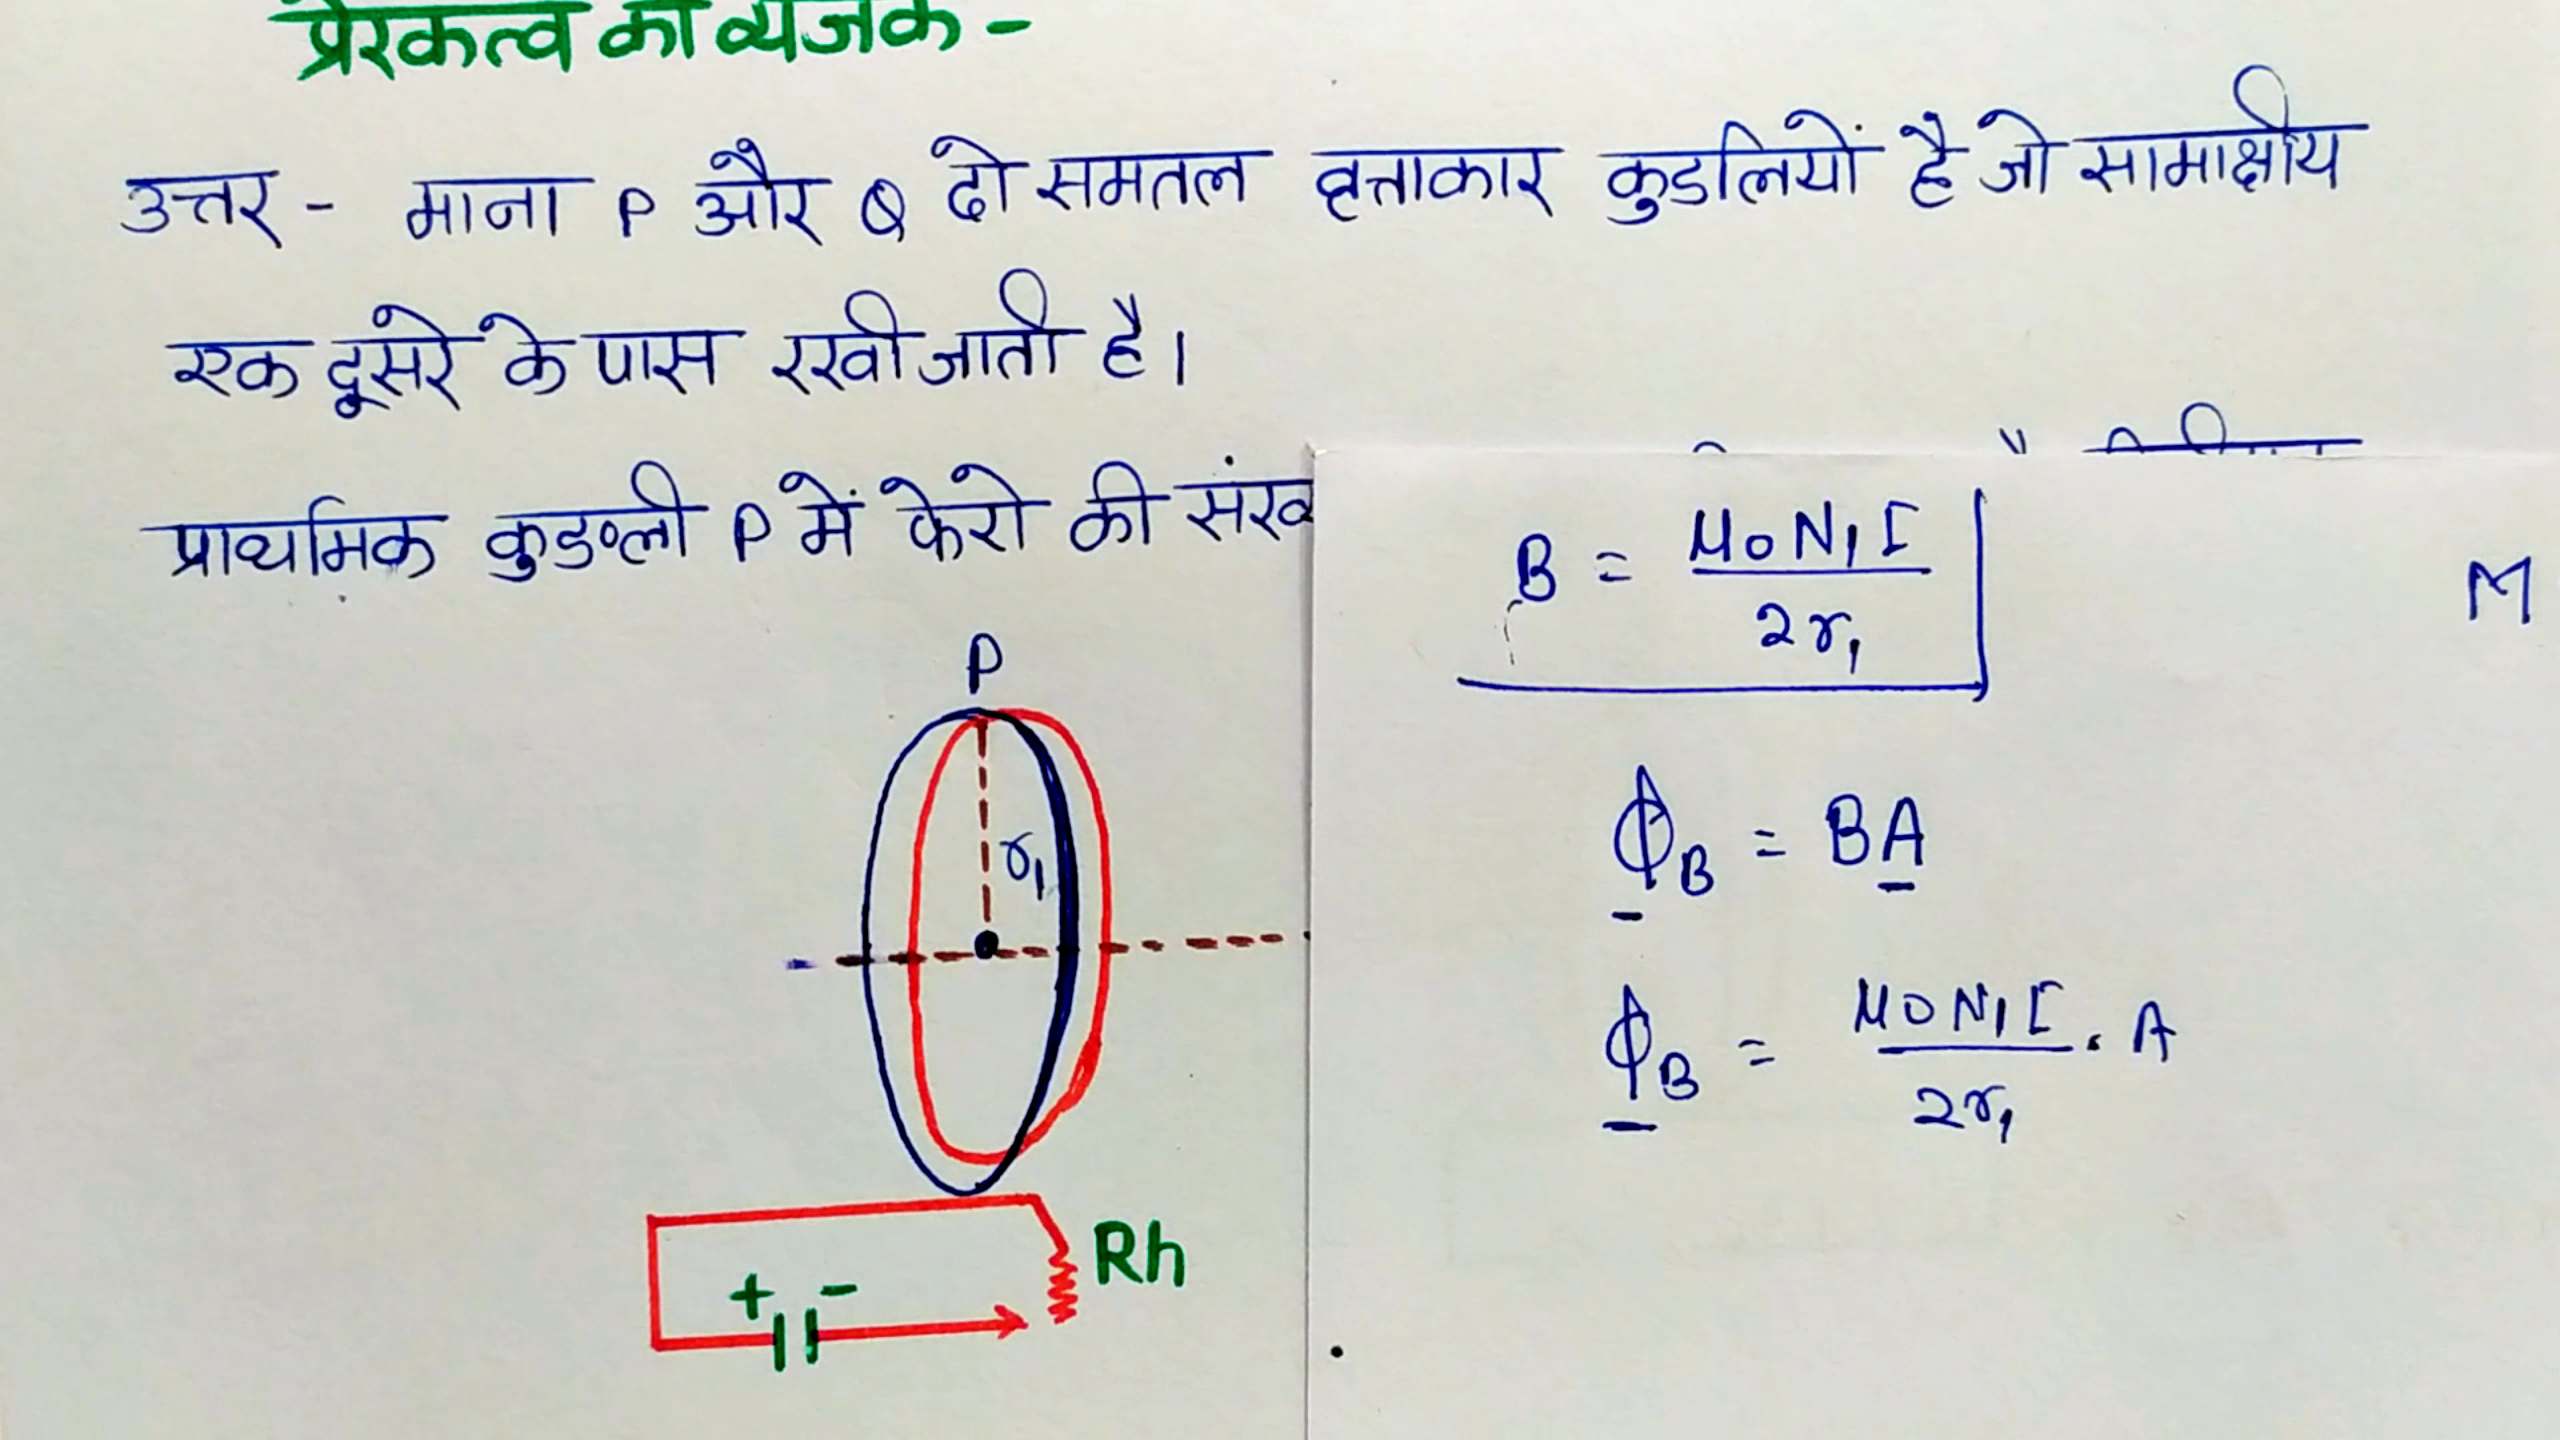 प्रेरकत्व का व्यंजक -
उत्तर - माना P और Q दो समतल वृत्ताकार कुडलियों है जो सामाक्षीय
एक दूसरे के पास रखी जाती है।
प्राथमिक कुडण्ली P में फेरो की
B = μ0N1I / 2r1
M
P
r1
ΦB = BA
ΦB = μ0N1I / 2r1 . A
Rh
+ -